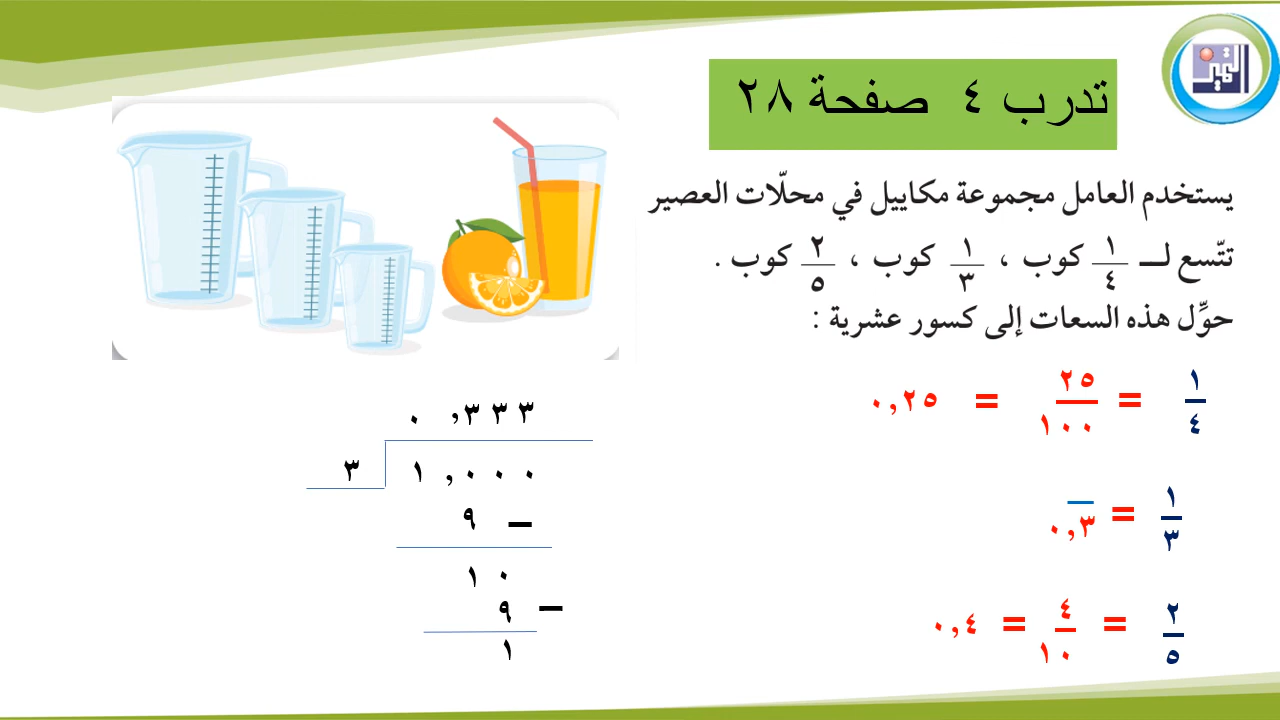 التميز
تدرب ٤ صفحة ٢٨
يستخدم العامل مجموعة مكاييل في محلّات العصير
تتّسع لـ ١/٤ كوب ، ١/٣ كوب ، ٢/٥ كوب .
حوِّل هذه السعات إلى كسور عشرية :
١/٤ = ٢٥/١٠٠ = ٠,٢٥
١/٣ = ٠,٣̅
٢/٥ = ٤/١٠ = ٠,٤
٠,٣٣٣
٣ ١,٠٠٠
٩ −
١٠
٩ −
١